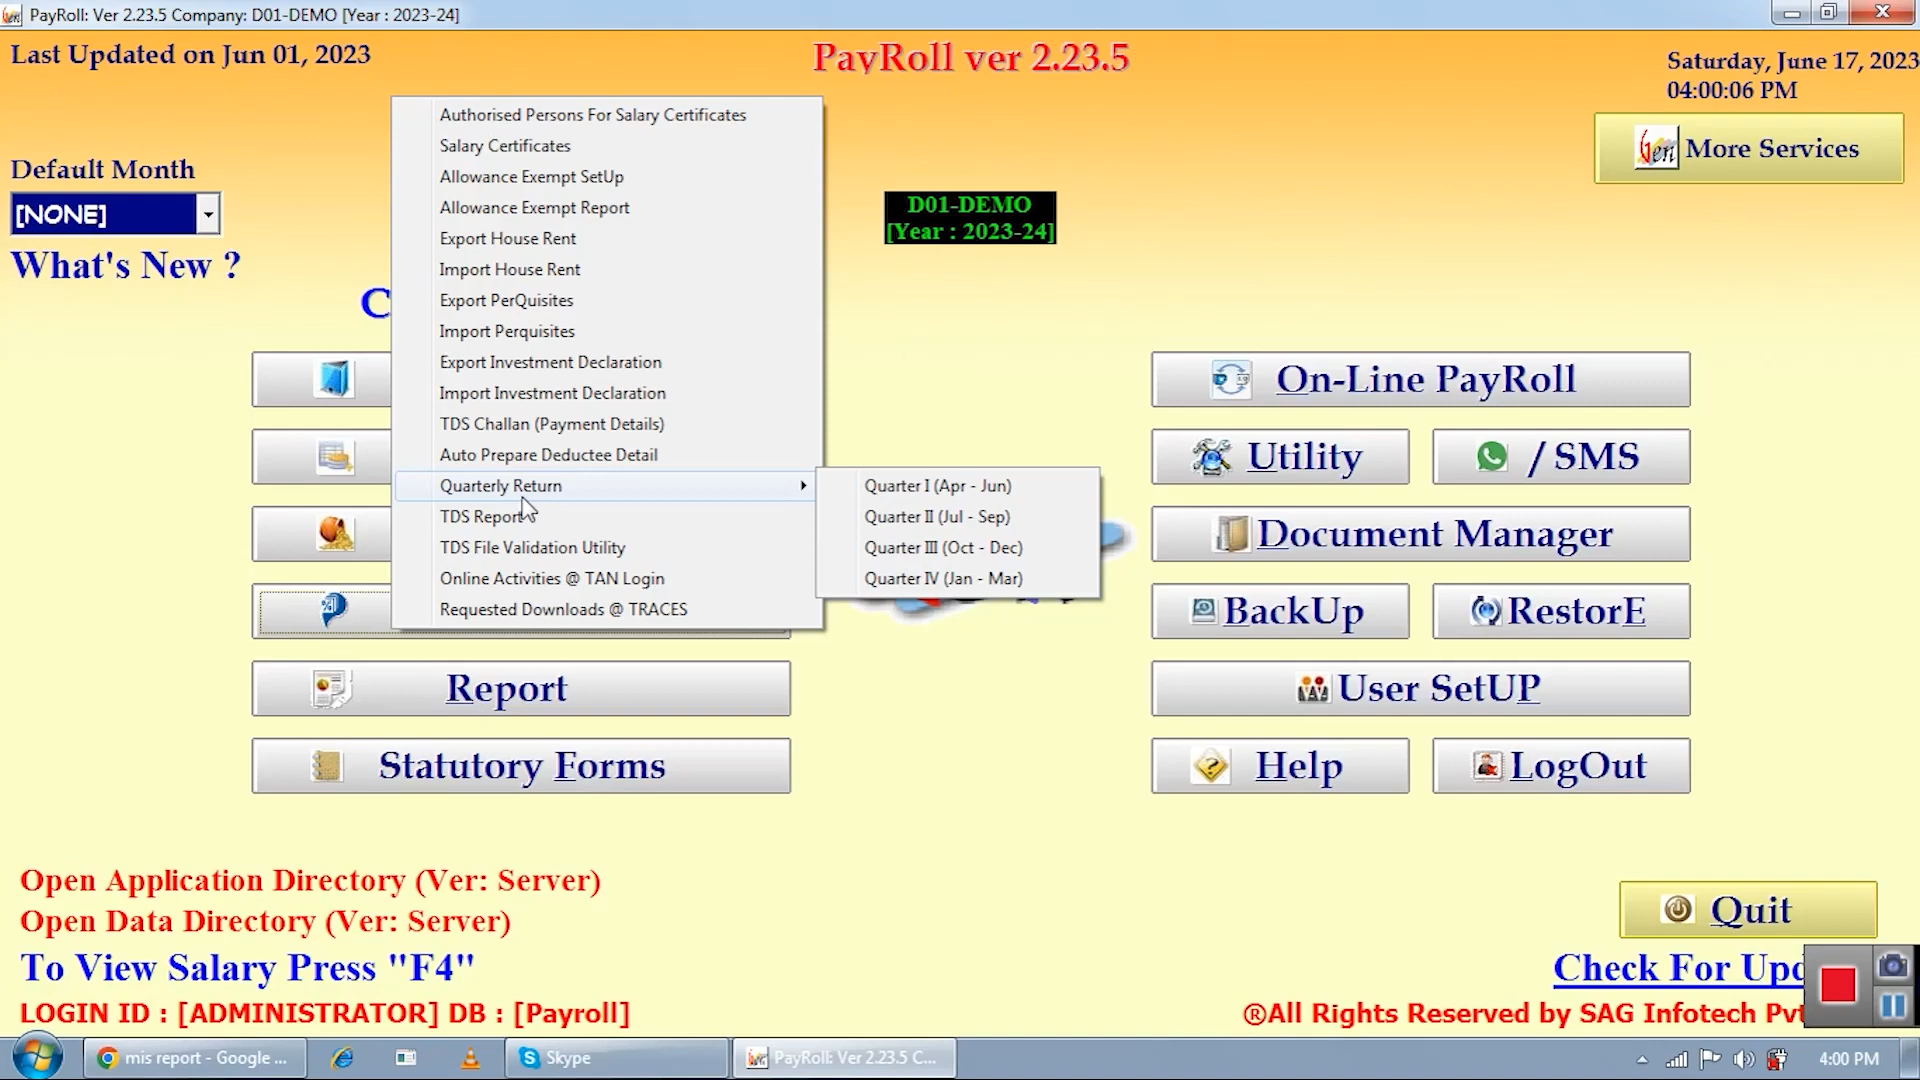 PayRoll: Ver 2.23.5 Company: D01-DEMO [Year : 2023-24]
Last Updated on Jun 01, 2023
PayRoll ver 2.23.5
Saturday, June 17, 2023
04:00:06 PM
Gen More Services
Default Month
[NONE]
What's New ?
D01-DEMO
[Year : 2023-24]
C
Authorised Persons For Salary Certificates
Salary Certificates
Allowance Exempt SetUp
Allowance Exempt Report
Export House Rent
Import House Rent
Export PerQuisites
Import Perquisites
Export Investment Declaration
Import Investment Declaration
TDS Challan (Payment Details)
Auto Prepare Deductee Detail
Quarterly Return
TDS Report
TDS File Validation Utility
Online Activities @ TAN Login
Requested Downloads @ TRACES
Quarter I (Apr - Jun)
Quarter II (Jul - Sep)
Quarter III (Oct - Dec)
Quarter IV (Jan - Mar)
Report
Statutory Forms
On-Line PayRoll
Utility
/ SMS
Document Manager
BackUp
RestorE
User SetUP
Help
LogOut
Open Application Directory (Ver: Server)
Open Data Directory (Ver: Server)
To View Salary Press "F4"
LOGIN ID : [ADMINISTRATOR] DB : [Payroll]
Quit
Check For Upd
®All Rights Reserved by SAG Infotech Pvt
mis report - Google ...
Skype
PayRoll: Ver 2.23.5 C...
4:00 PM